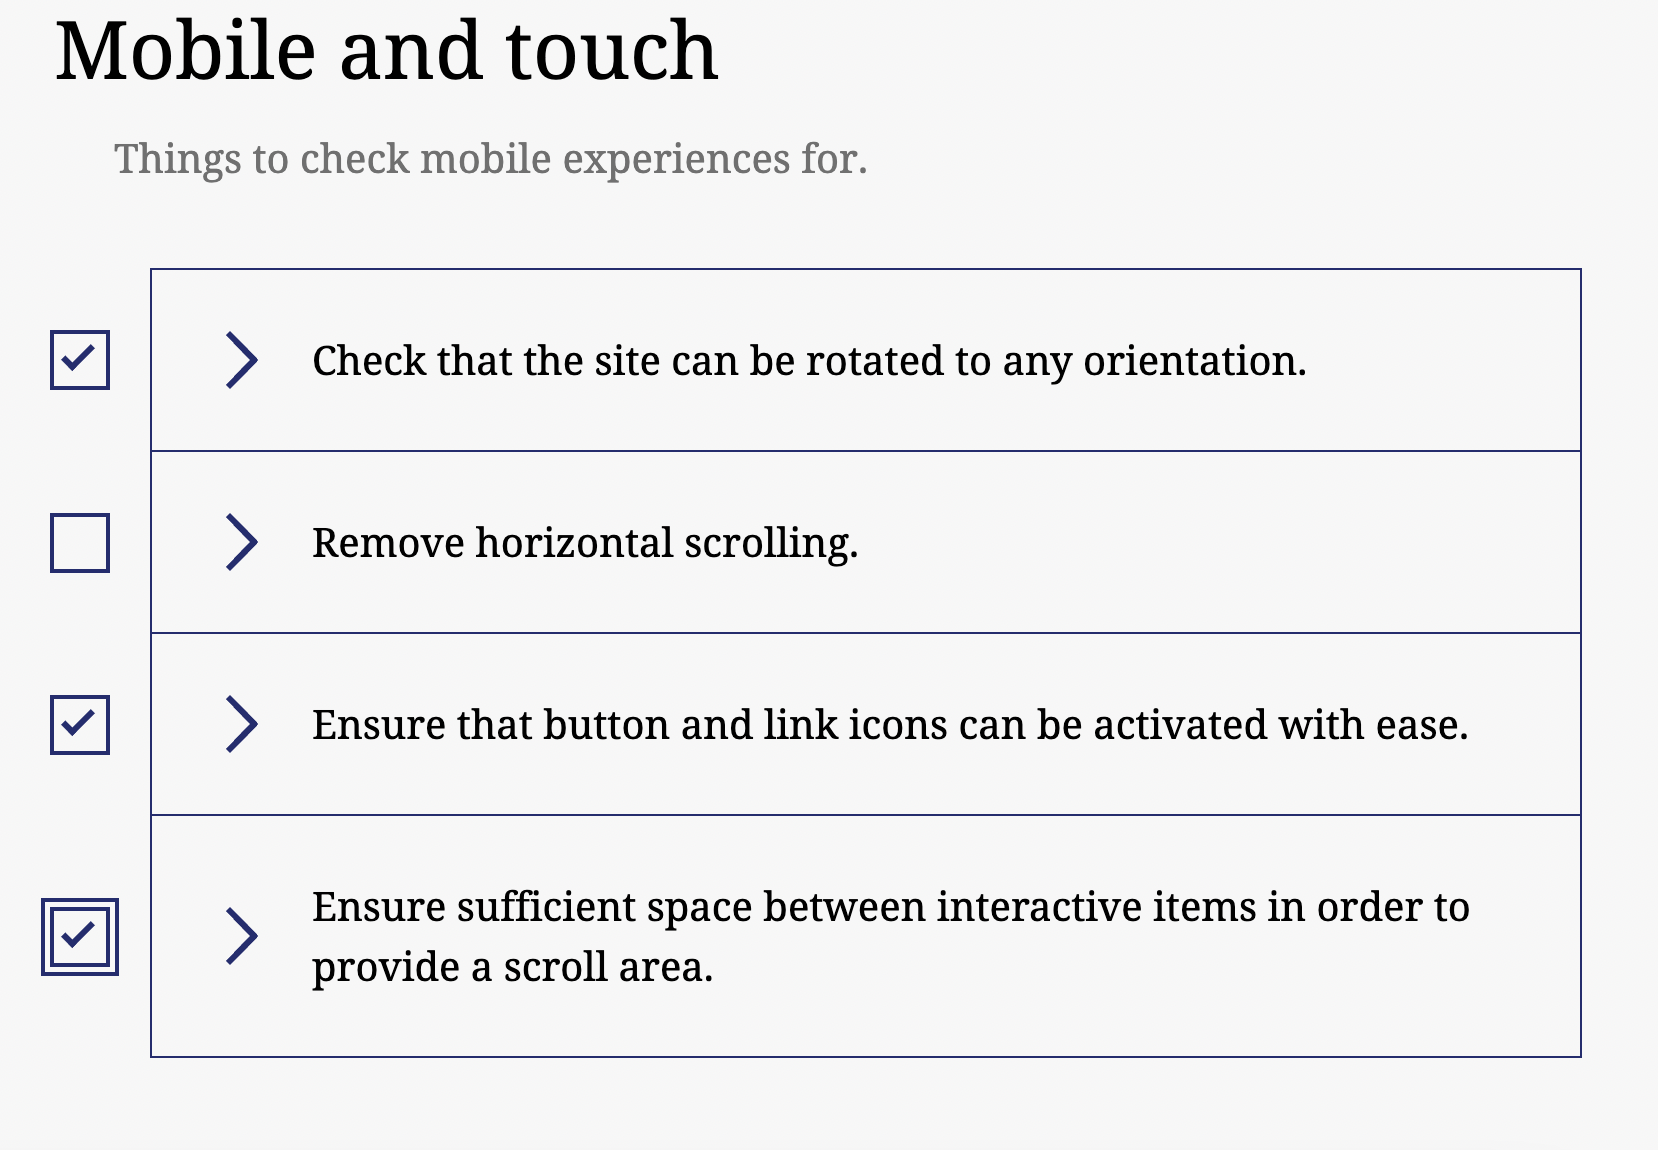 Mobile and touch
Things to check mobile experiences for.
Check that the site can be rotated to any orientation.
Remove horizontal scrolling.
Ensure that button and link icons can be activated with ease.
Ensure sufficient space between interactive items in order to
provide a scroll area.